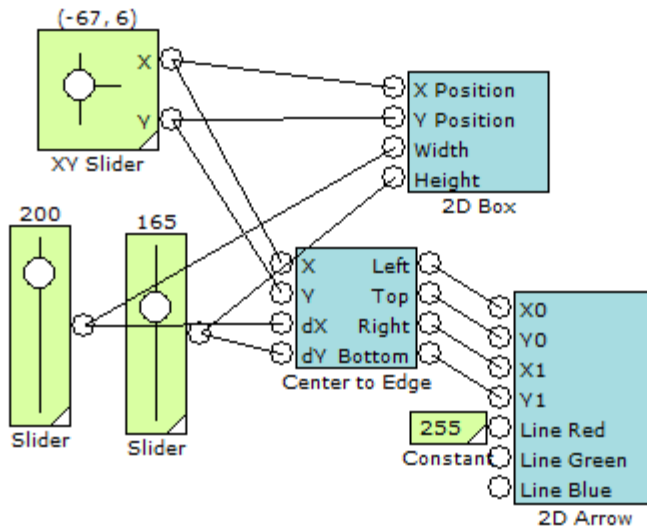 (-67, 6)
X
Y
XY Slider
X Position
Y Position
Width
Height
2D Box
200
Slider
165
Slider
X Left
Y Top
dX Right
dY Bottom
Center to Edge
255
Constant
X0
Y0
X1
Y1
Line Red
Line Green
Line Blue
2D Arrow